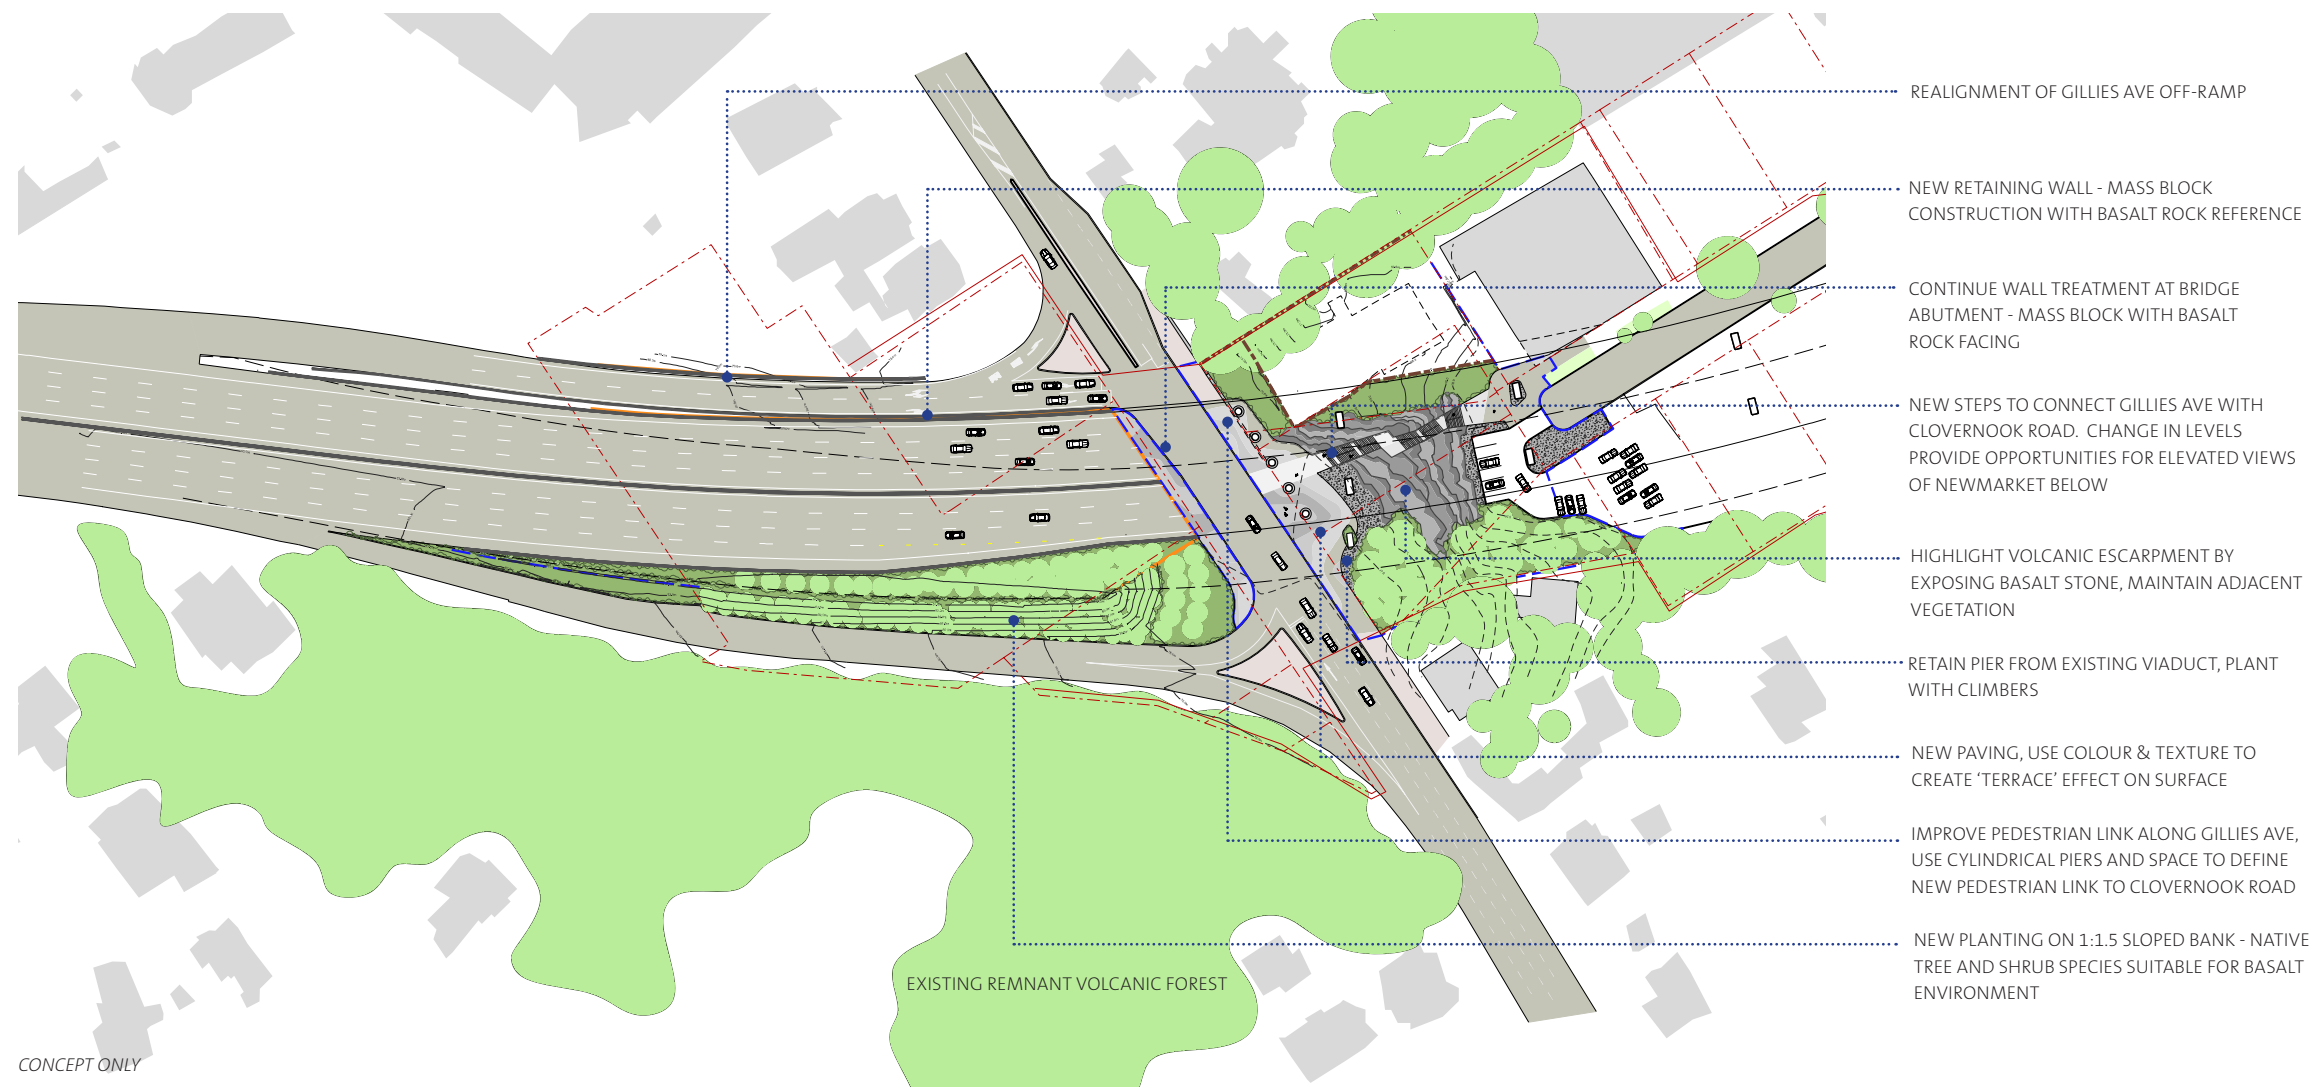 REALIGNMENT OF GILLIES AVE OFF-RAMP
NEW RETAINING WALL - MASS BLOCK
CONSTRUCTION WITH BASALT ROCK REFERENCE
CONTINUE WALL TREATMENT AT BRIDGE
ABUTMENT - MASS BLOCK WITH BASALT
ROCK FACING
NEW STEPS TO CONNECT GILLIES AVE WITH
CLOVERNOOK ROAD.  CHANGE IN LEVELS
PROVIDE OPPORTUNITIES FOR ELEVATED VIEWS
OF NEWMARKET BELOW
HIGHLIGHT VOLCANIC ESCARPMENT BY
EXPOSING BASALT STONE, MAINTAIN ADJACENT
VEGETATION
RETAIN PIER FROM EXISTING VIADUCT, PLANT
WITH CLIMBERS
NEW PAVING, USE COLOUR & TEXTURE TO
CREATE ‘TERRACE’ EFFECT ON SURFACE
IMPROVE PEDESTRIAN LINK ALONG GILLIES AVE,
USE CYLINDRICAL PIERS AND SPACE TO DEFINE
NEW PEDESTRIAN LINK TO CLOVERNOOK ROAD
NEW PLANTING ON 1:1.5 SLOPED BANK - NATIVE
TREE AND SHRUB SPECIES SUITABLE FOR BASALT
ENVIRONMENT
EXISTING REMNANT VOLCANIC FOREST
CONCEPT ONLY